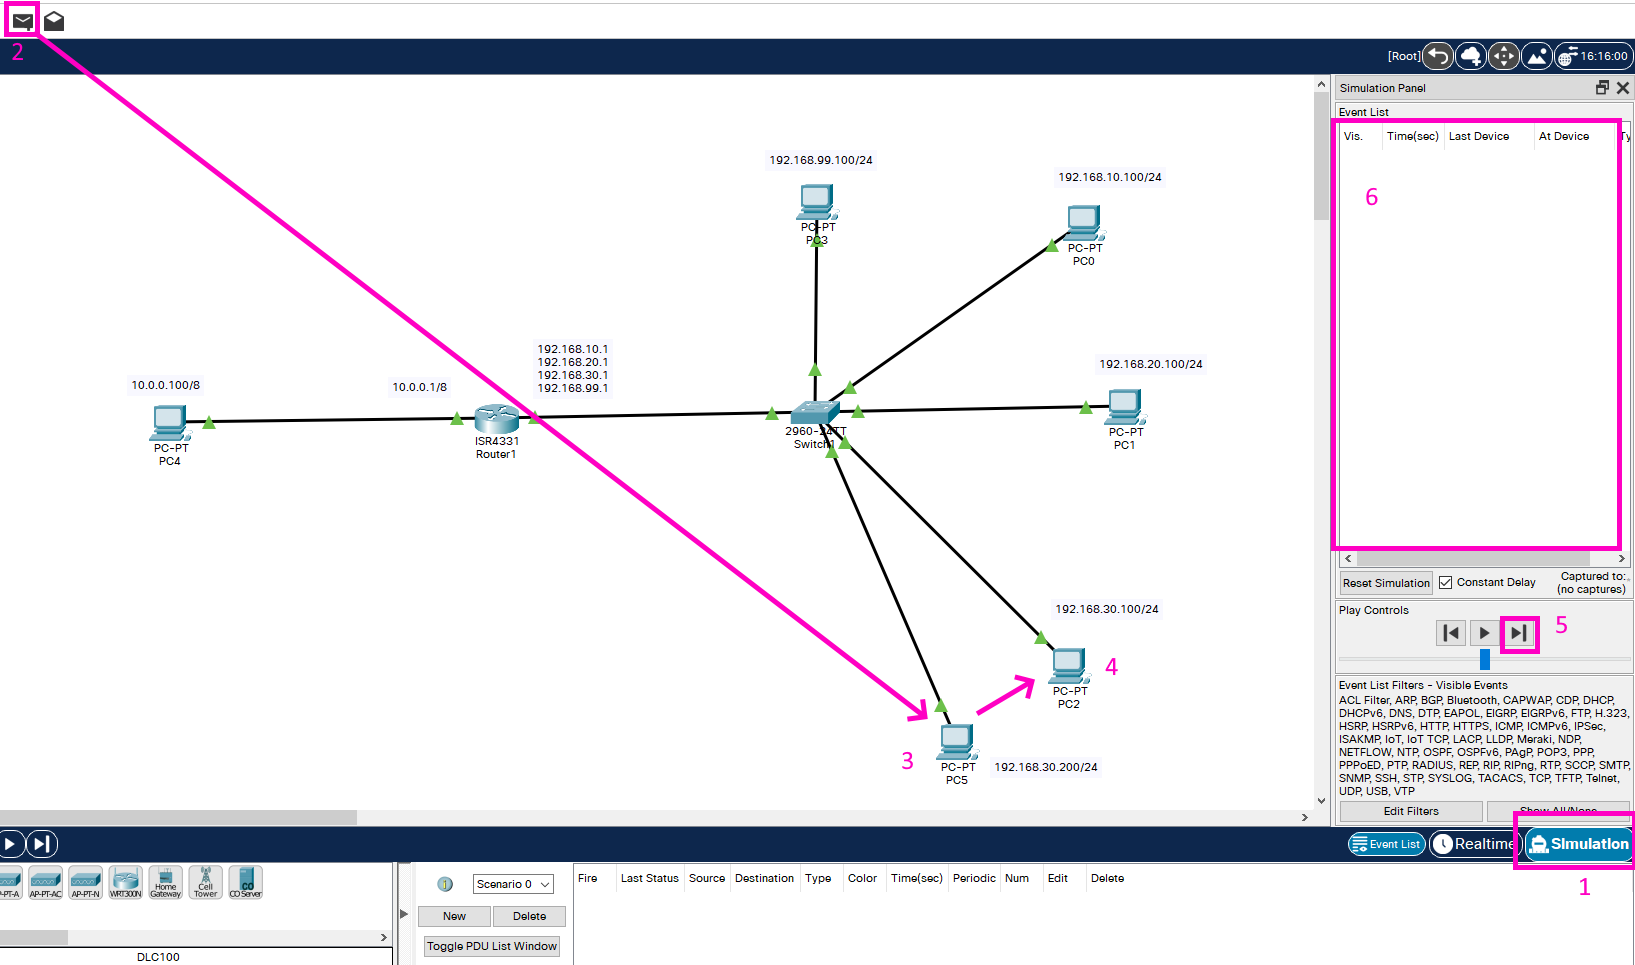 2
[Root]
16:16:00
Simulation Panel
Event List
Vis.
Time(sec)
Last Device
At Device
Ty
6
192.168.99.100/24
PC-PT
PC3
192.168.10.100/24
PC-PT
PC0
192.168.10.1
192.168.20.1
192.168.30.1
192.168.99.1
192.168.20.100/24
10.0.0.100/8
10.0.0.1/8
PC-PT
PC4
ISR4331
Router1
2960-24TT
Switch1
PC-PT
PC1
192.168.30.100/24
PC-PT
PC2
4
3
PC-PT
PC5
192.168.30.200/24
Reset Simulation
Constant Delay
Captured to:
(no captures)
Play Controls
5
Event List Filters - Visible Events
ACL Filter, ARP, BGP, Bluetooth, CAPWAP, CDP, DHCP,
DHCPv6, DNS, DTP, EAPOL, EIGRP, EIGRPv6, FTP, H.323,
HSRP, HSRPv6, HTTP, HTTPS, ICMP, ICMPv6, IPSec,
ISAKMP, IoT, IoT TCP, LACP, LLDP, Meraki, NDP,
NETFLOW, NTP, OSPF, OSPFv6, PAgP, POP3, PPP,
PPPoED, PTP, RADIUS, REP, RIP, RIPng, RTP, SCCP, SMTP,
SNMP, SSH, STP, SYSLOG, TACACS, TCP, TFTP, Telnet,
UDP, USB, VTP
Edit Filters
Show All/None
Event List
Realtime
Simulation
1
-PT-A
AP-PT-AC
AP-PT-N
WRT300N
Home
Gateway
Cell
Tower
CO
CO Server
DLC100
Scenario 0
New
Delete
Toggle PDU List Window
Fire
Last Status
Source
Destination
Type
Color
Time(sec)
Periodic
Num
Edit
Delete